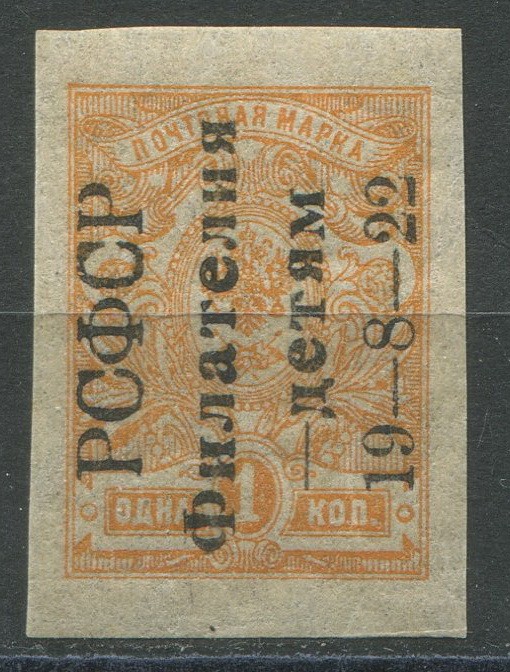 ПОЧТОВАЯ МАРКА
РСФСР
Филателия
—детям
19—8—22
ОДНА 1 КОП.